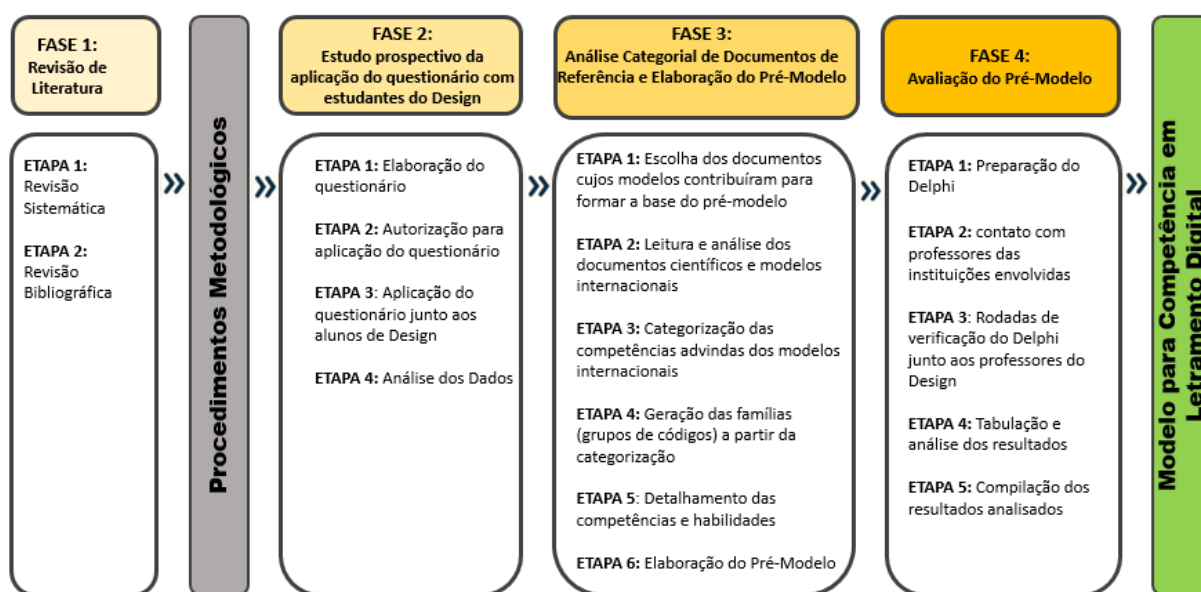 FASE 1:
Revisão de
Literatura
ETAPA 1:
Revisão
Sistemática
ETAPA 2:
Revisão
Bibliográfica
»
Procedimentos Metodológicos
»
FASE 2:
Estudo prospectivo da
aplicação do questionário com
estudantes do Design
ETAPA 1: Elaboração do
questionário
ETAPA 2: Autorização para
aplicação do questionário
ETAPA 3: Aplicação do
questionário junto aos
alunos de Design
ETAPA 4: Análise dos Dados
»
FASE 3:
Análise Categorial de Documentos de
Referência e Elaboração do Pré-Modelo
ETAPA 1: Escolha dos documentos
cujos modelos contribuíram para
formar a base do pré-modelo
ETAPA 2: Leitura e análise dos
documentos científicos e modelos
internacionais
ETAPA 3: Categorização das
competências advindas dos modelos
internacionais
ETAPA 4: Geração das famílias
(grupos de códigos) a partir da
categorização
ETAPA 5: Detalhamento das
competências e habilidades
ETAPA 6: Elaboração do Pré-Modelo
»
FASE 4:
Avaliação do Pré-Modelo
ETAPA 1: Preparação do
Delphi
ETAPA 2: contato com
professores das
instituições envolvidas
ETAPA 3: Rodadas de
verificação do Delphi
junto aos professores do
Design
ETAPA 4: Tabulação e
análise dos resultados
ETAPA 5: Compilação dos
resultados analisados
»
Modelo para Competência em
Letramento Digital